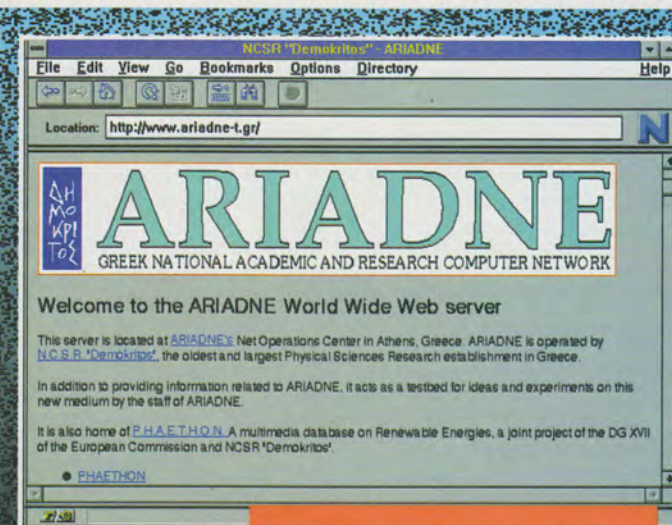 NCSR "Demokritos" - ARIADNE
File Edit View Go Bookmarks Options Directory Help
Location: http://www.ariadne-t.gr/
N
ΔΗ
ΜΟ
ΚΡΙ
ΤΟΣ
ARIADNE
GREEK NATIONAL ACADEMIC AND RESEARCH COMPUTER NETWORK
Welcome to the ARIADNE World Wide Web server
This server is located at ARIADNE'S Net Operations Center in Athens, Greece. ARIADNE is operated by
N.C.S.R. "Demokritos", the oldest and largest Physical Sciences Research establishment in Greece.
In addition to providing information related to ARIADNE, it acts as a testbed for ideas and experiments on this
new medium by the staff of ARIADNE.
It is also home of P.H.A.E.T.H.O.N. A multimedia database on Renewable Energies, a joint project of the DG XVII
of the European Commission and NCSR "Demokritos".
PHAETHON